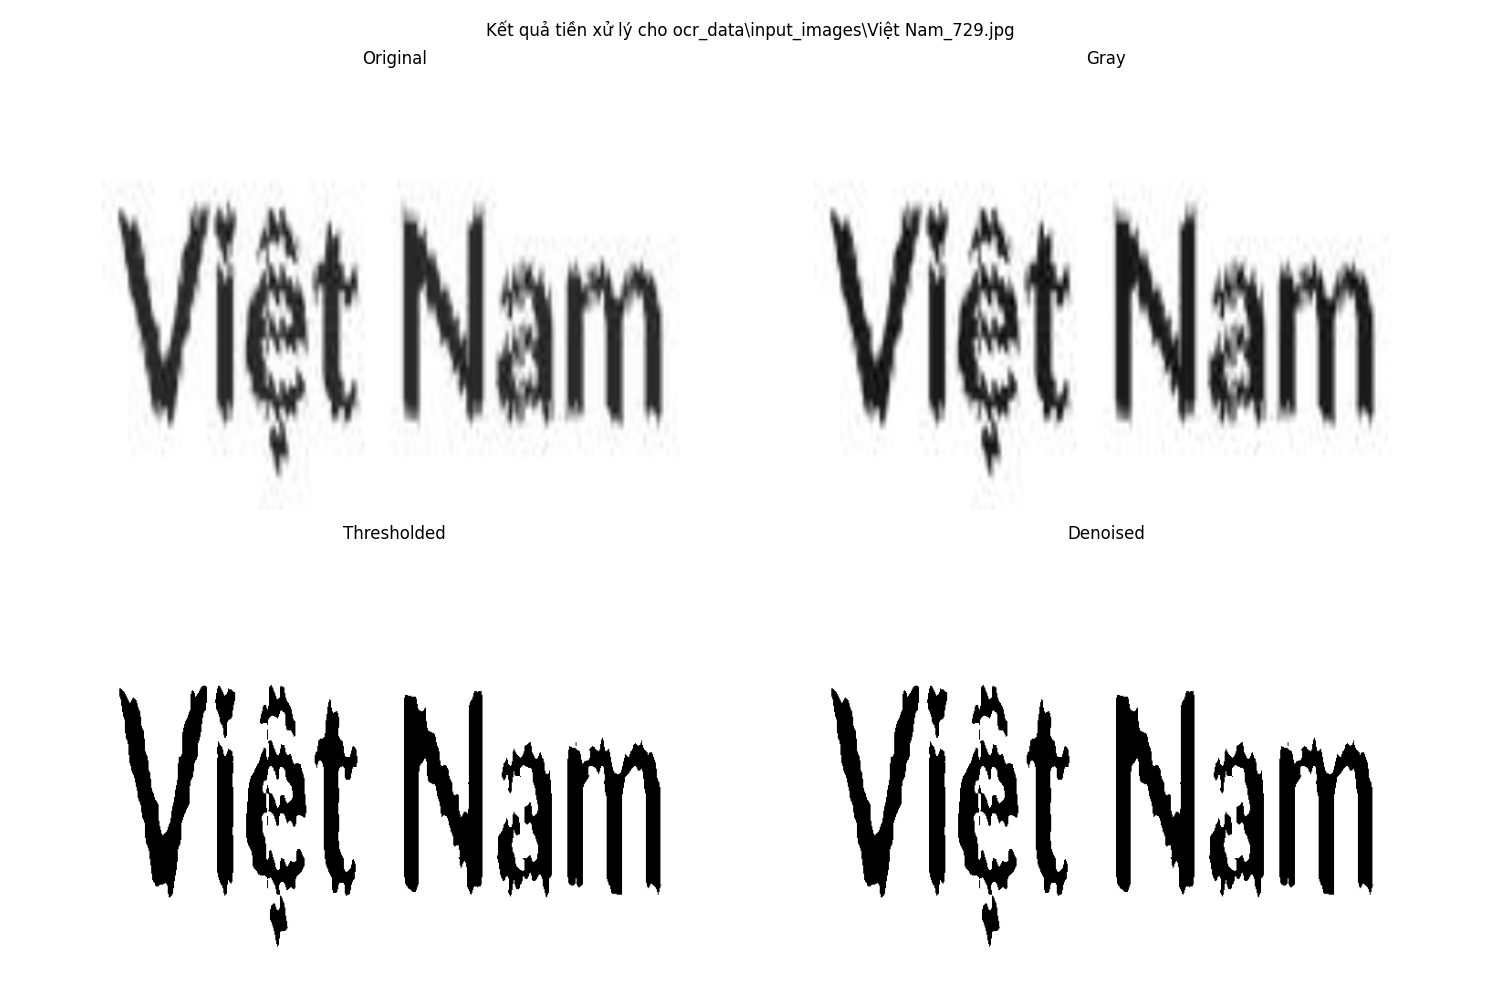 Kết quả tiền xử lý cho ocr_data\input_images\Việt Nam_729.jpg
Original
Gray
Việt Nam
Việt Nam
Thresholded
Denoised
Việt Nam
Việt Nam